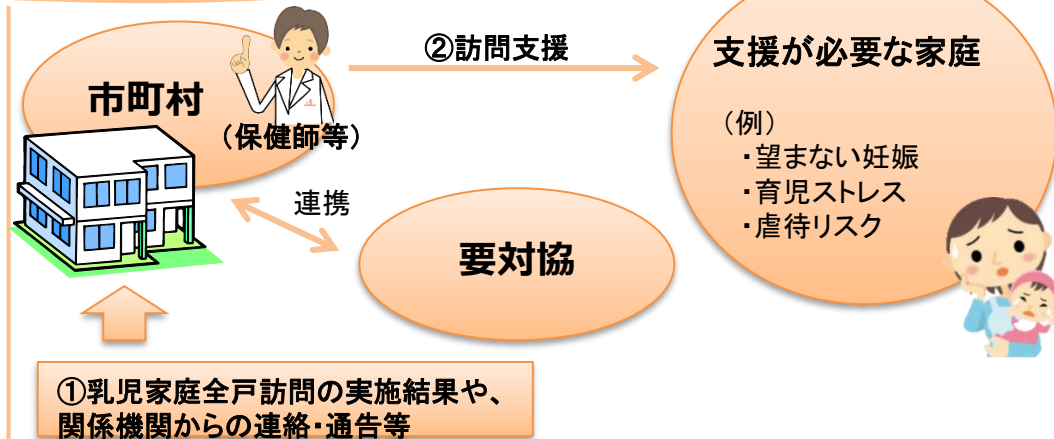 ②訪問支援
市町村
(保健師等)
支援が必要な家庭
(例)
・望まない妊娠
・育児ストレス
・虐待リスク
連携
要対協
①乳児家庭全戸訪問の実施結果や、
関係機関からの連絡・通告等